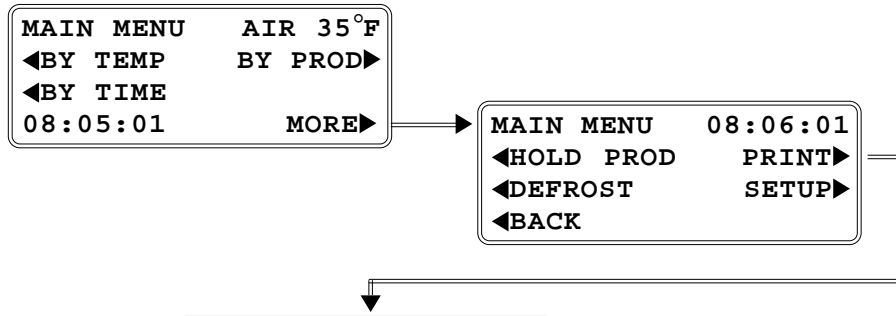 MAIN MENU AIR 35°F
◀BY TEMP BY PROD▶
◀BY TIME
08:05:01 MORE▶
MAIN MENU 08:06:01
◀HOLD PROD PRINT▶
◀DEFROST SETUP▶
◀BACK